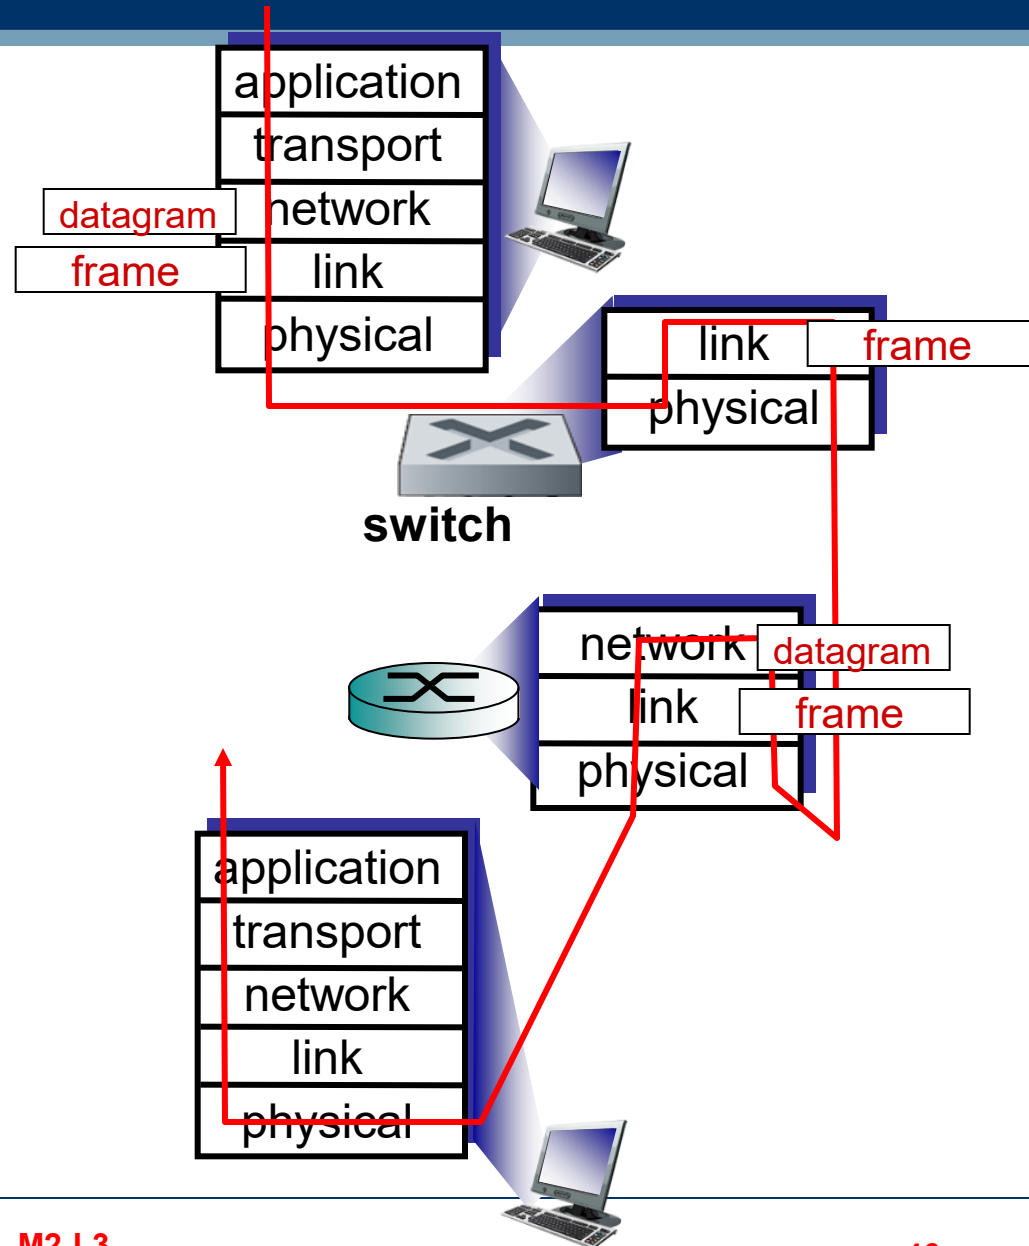 application
transport
datagram
network
frame
link
physical
link
frame
physical
switch
network
datagram
link
frame
physical
application
transport
network
link
physical